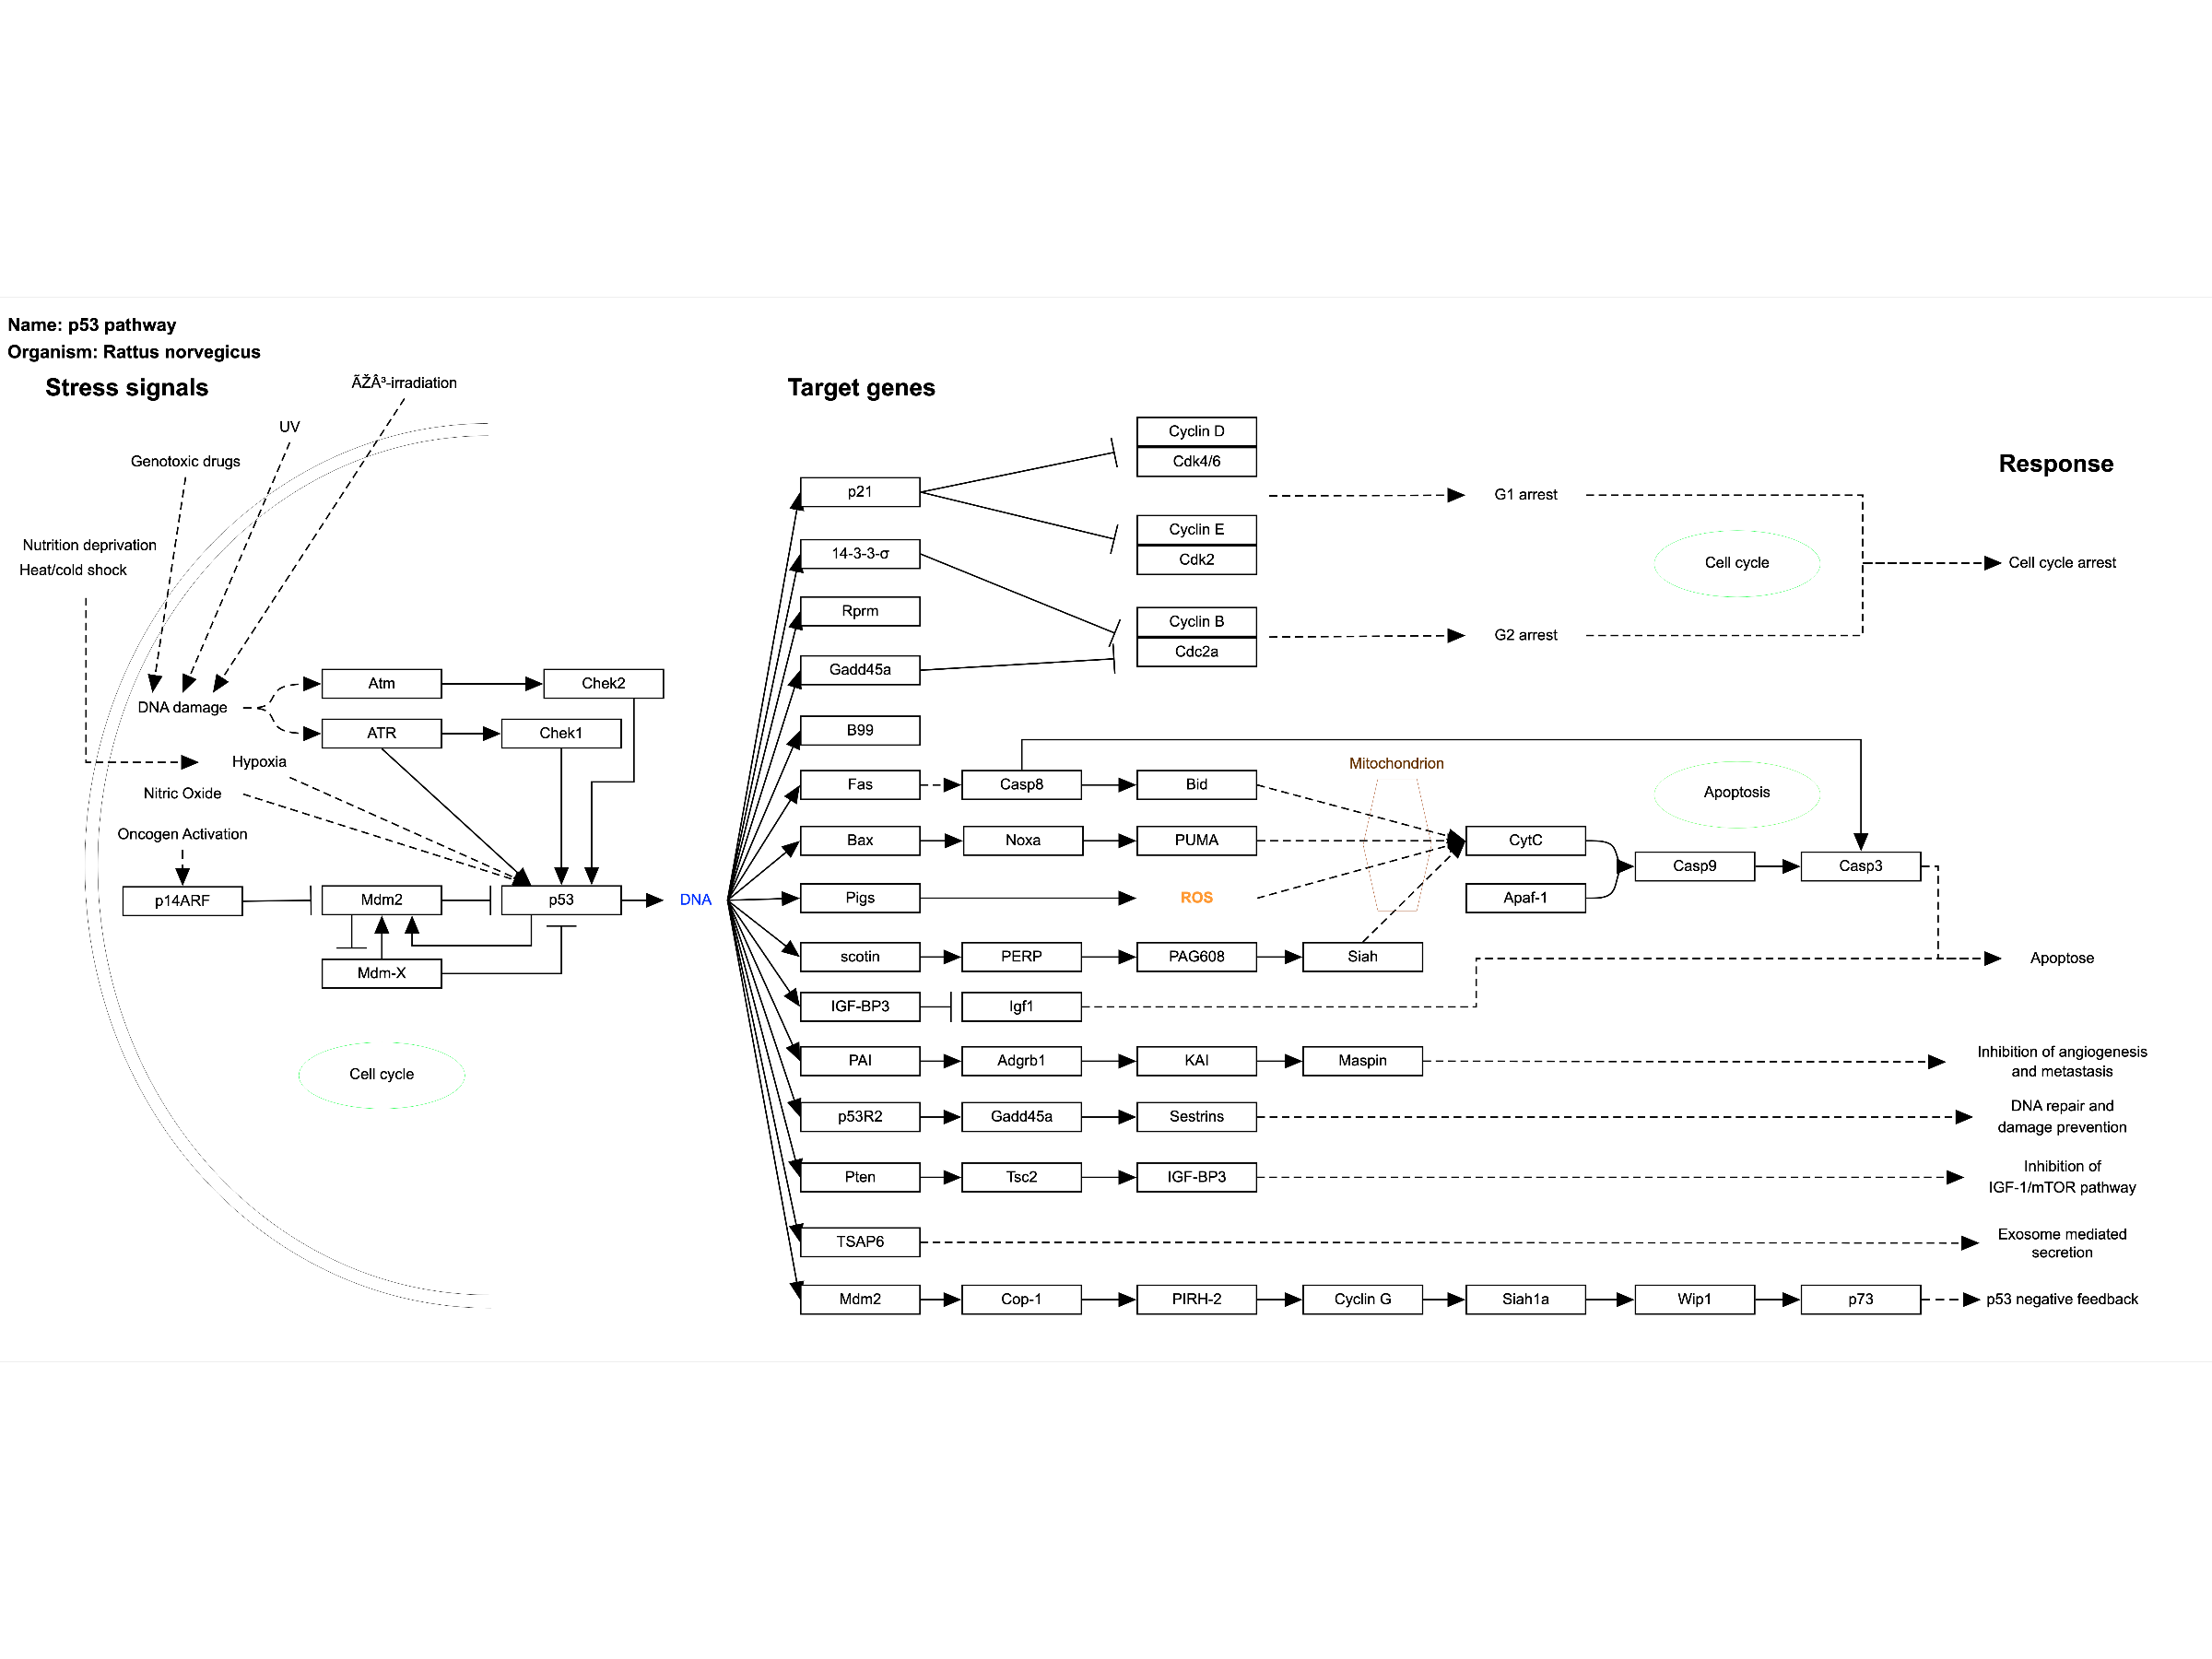 Name: p53 pathway
Organism: Rattus norvegicus
Stress signals
ÃŽÂ³-irradiation
Target genes
UV
Genotoxic drugs
Nutrition deprivation
Heat/cold shock
DNA damage
Hypoxia
Nitric Oxide
Oncogen Activation
Atm
Chek2
ATR
Chek1
p14ARF
Mdm2
p53
DNA
Mdm-X
Cell cycle
p21
14-3-3-σ
Rprm
Gadd45a
B99
Cyclin D
Cdk4/6
Cyclin E
Cdk2
Cyclin B
Cdc2a
G1 arrest
G2 arrest
Cell cycle
Response
Cell cycle arrest
Fas
Casp8
Bid
Mitochondrion
Apoptosis
Bax
Noxa
PUMA
CytC
Casp9
Casp3
Pigs
ROS
Apaf-1
scotin
PERP
PAG608
Siah
Apoptose
IGF-BP3
Igf1
PAI
Adgrb1
KAI
Maspin
Inhibition of angiogenesis
and metastasis
p53R2
Gadd45a
Sestrins
DNA repair and
damage prevention
Pten
Tsc2
IGF-BP3
Inhibition of
IGF-1/mTOR pathway
TSAP6
Exosome mediated
secretion
Mdm2
Cop-1
PIRH-2
Cyclin G
Siah1a
Wip1
p73
p53 negative feedback